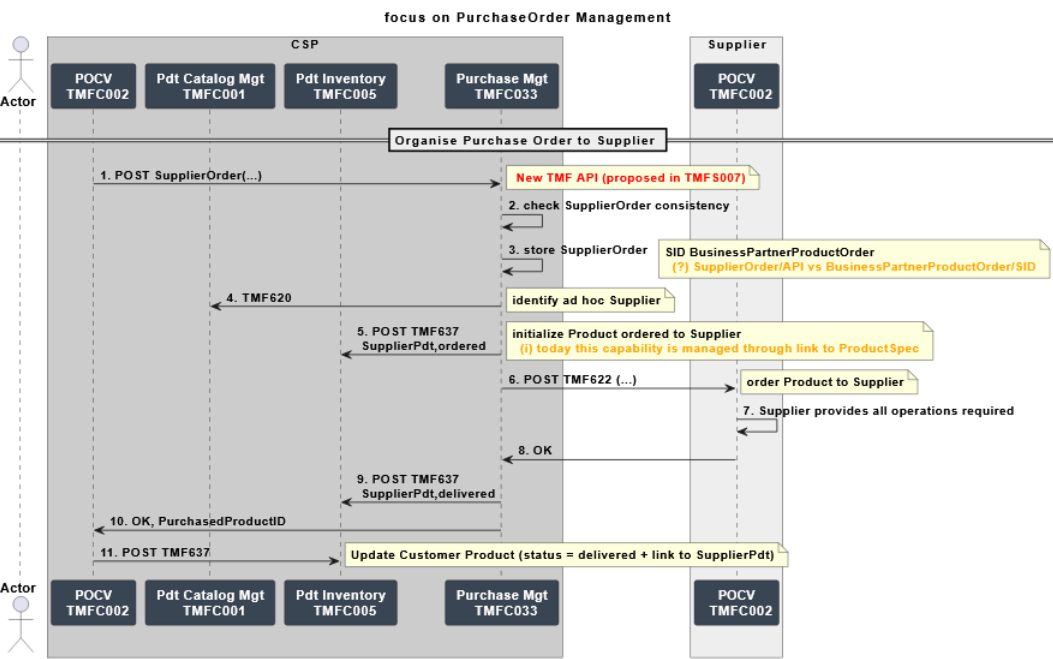 focus on PurchaseOrder Management
CSP
Supplier
Actor
POCV
TMFC002
Pdt Catalog Mgt
TMFC001
Pdt Inventory
TMFC005
Purchase Mgt
TMFC033
POCV
TMFC002
Organise Purchase Order to Supplier
1. POST SupplierOrder(...)
New TMF API (proposed in TMFS007)
2. check SupplierOrder consistency
3. store SupplierOrder
SID BusinessPartnerProductOrder
(?) SupplierOrder/API vs BusinessPartnerProductOrder/SID
4. TMF620
identify ad hoc Supplier
5. POST TMF637
SupplierPdt,ordered
initialize Product ordered to Supplier
(i) today this capability is managed through link to ProductSpec
6. POST TMF622 (...)
order Product to Supplier
7. Supplier provides all operations required
8. OK
9. POST TMF637
SupplierPdt,delivered
10. OK, PurchasedProductID
11. POST TMF637
Update Customer Product (status = delivered + link to SupplierPdt)
Actor
POCV
TMFC002
Pdt Catalog Mgt
TMFC001
Pdt Inventory
TMFC005
Purchase Mgt
TMFC033
POCV
TMFC002